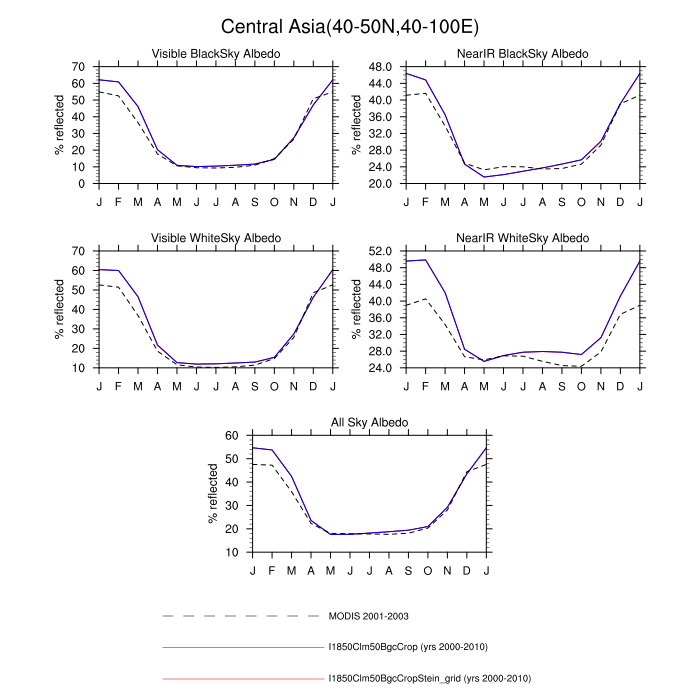 Central Asia(40-50N,40-100E)
Visible BlackSky Albedo
NearIR BlackSky Albedo
% reflected
70
60
50
40
30
20
10
0
J F M A M J J A S O N D J
% reflected
48.0
44.0
40.0
36.0
32.0
28.0
24.0
20.0
J F M A M J J A S O N D J
Visible WhiteSky Albedo
NearIR WhiteSky Albedo
% reflected
70
60
50
40
30
20
10
J F M A M J J A S O N D J
% reflected
52.0
48.0
44.0
40.0
36.0
32.0
28.0
24.0
J F M A M J J A S O N D J
All Sky Albedo
% reflected
60
50
40
30
20
10
J F M A M J J A S O N D J
MODIS 2001-2003
I1850Clm50BgcCrop (yrs 2000-2010)
I1850Clm50BgcCropStein_grid (yrs 2000-2010)